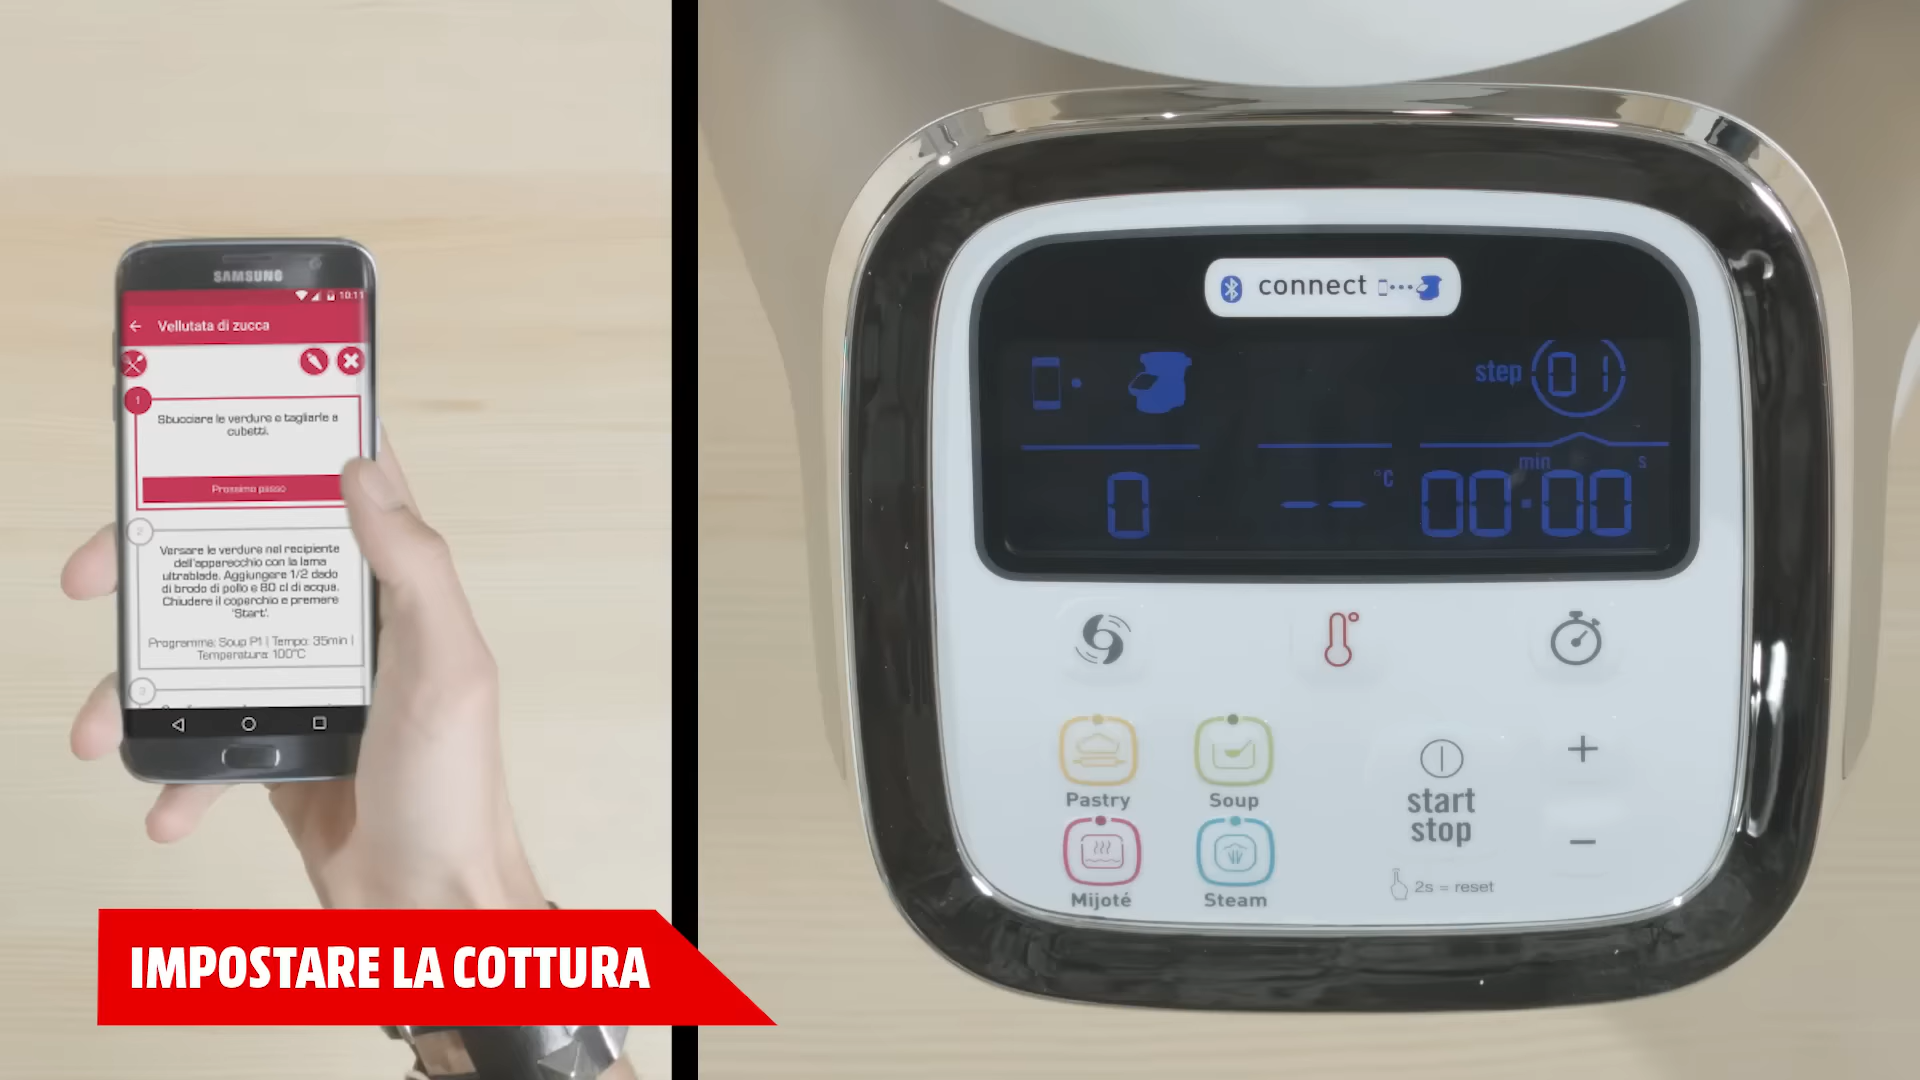 SAMSUNG
10:11
Vellutata di zucca
1
Sbucciare le verdure e tagliarle a
cubetti.
Prossimo passo
2
Versare le verdure nel recipiente
dell'apparecchio con la lama
ultrablade. Aggiungere 1/2 dado
di brodo di pollo e 80 cl di acqua.
Chiudere il coperchio e premere
'Start'.
Programme: Soup P1 | Tempo: 35min |
Temperatura: 100°C
3
IMPOSTARE LA COTTURA
connect
step 01
min s
0 -- °C 00:00
Pastry
Soup
Mijoté
Steam
start
stop
+
−
2s = reset